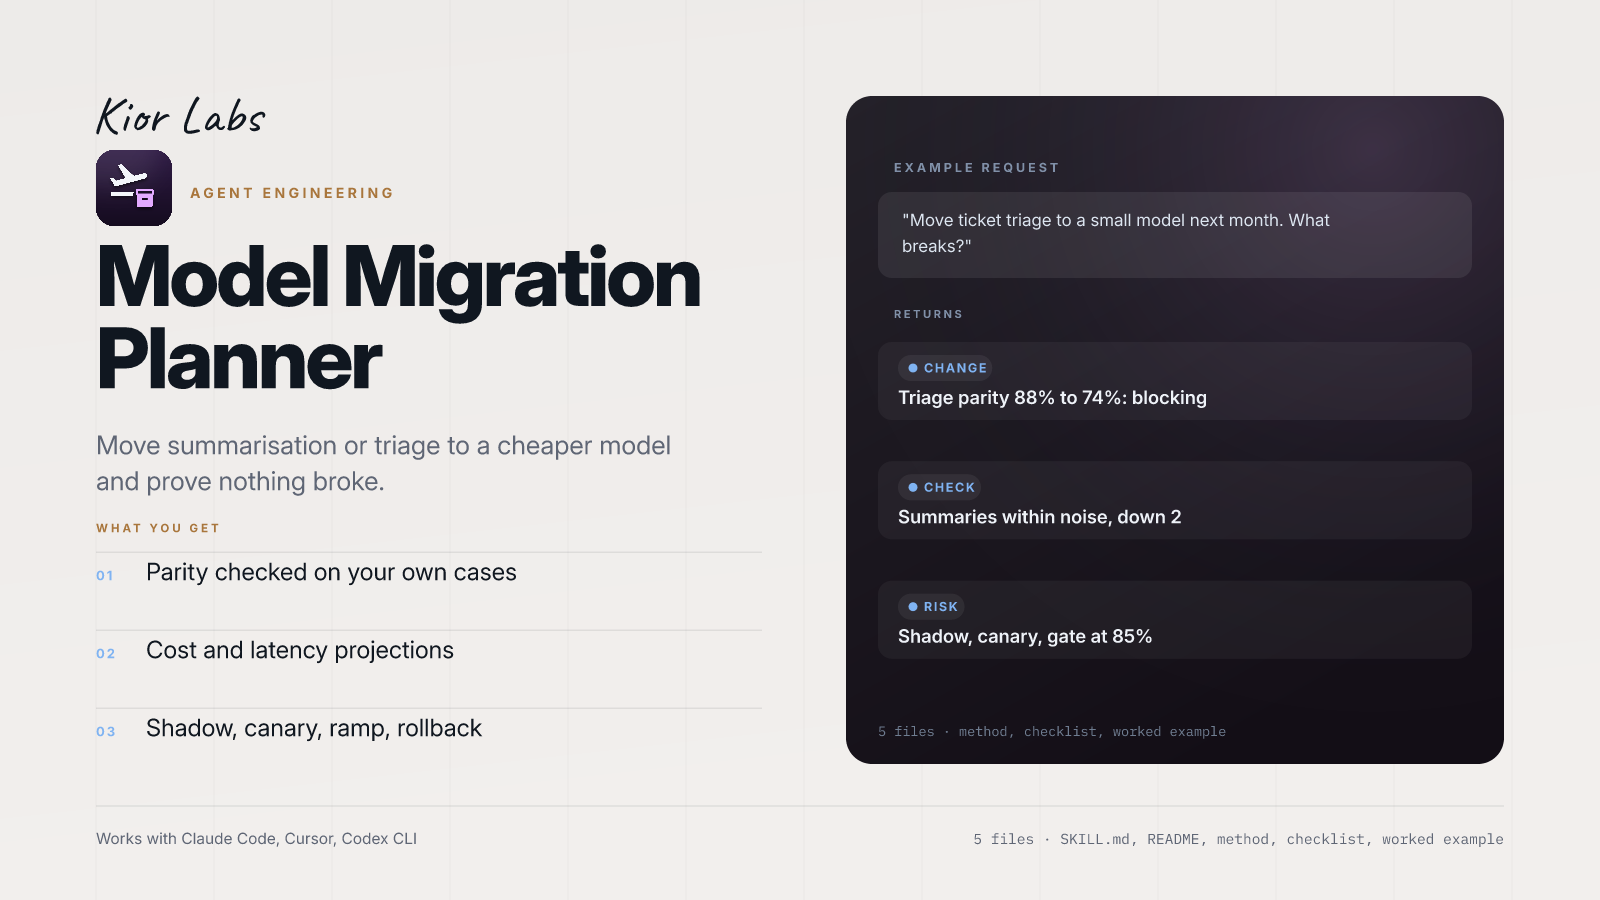 Kior Labs
AGENT ENGINEERING
Model Migration
Planner
Move summarisation or triage to a cheaper model
and prove nothing broke.
WHAT YOU GET
01 Parity checked on your own cases
02 Cost and latency projections
03 Shadow, canary, ramp, rollback
EXAMPLE REQUEST
"Move ticket triage to a small model next month. What
breaks?"
RETURNS
CHANGE
Triage parity 88% to 74%: blocking
CHECK
Summaries within noise, down 2
RISK
Shadow, canary, gate at 85%
5 files · method, checklist, worked example
Works with Claude Code, Cursor, Codex CLI
5 files · SKILL.md, README, method, checklist, worked example